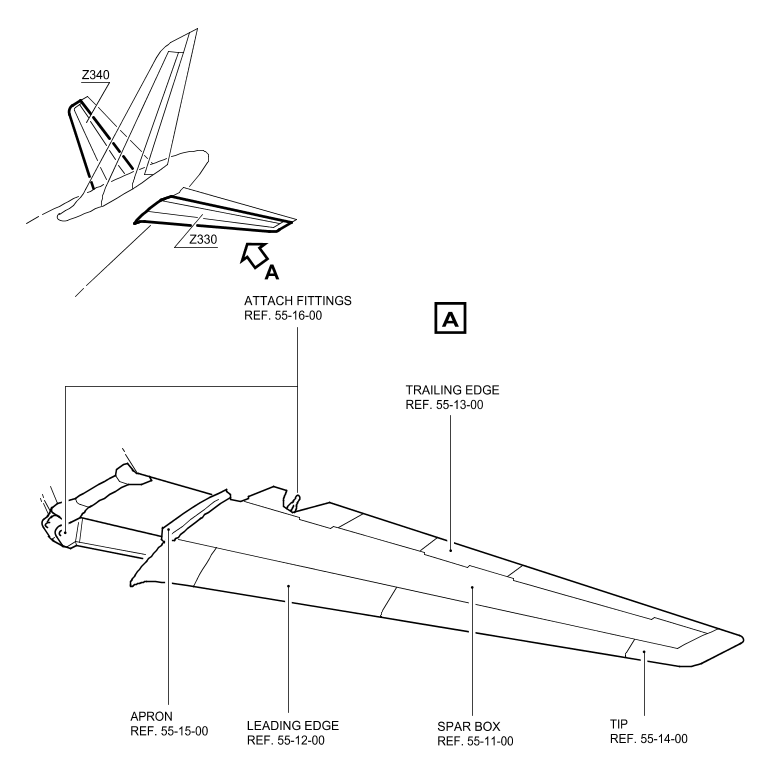 Z340
Z330
A
ATTACH FITTINGS
REF. 55-16-00
A
TRAILING EDGE
REF. 55-13-00
APRON
REF. 55-15-00
LEADING EDGE
REF. 55-12-00
SPAR BOX
REF. 55-11-00
TIP
REF. 55-14-00